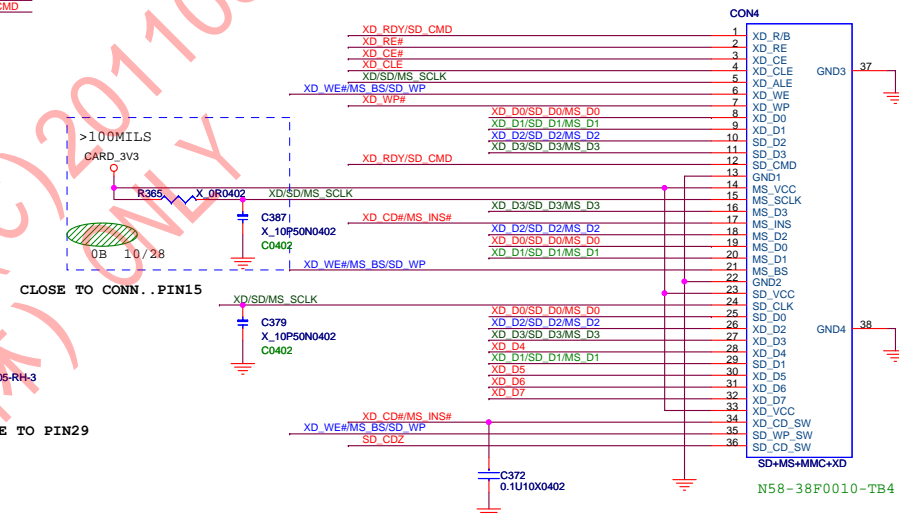 CMD
CON4
XD_RDY/SD_CMD 1 XD_R/B
XD_RE# 2 XD_RE
XD_CE# 3 XD_CE
XD_CLE 4 XD_CLE GND3 37
XD/SD/MS_SCLK 5 XD_ALE
XD_WE#/MS_BS/SD_WP 6 XD_WE
XD_WP# 7 XD_WP
XD_D0/SD_D0/MS_D0 8 XD_D0
XD_D1/SD_D1/MS_D1 9 XD_D1
XD_D2/SD_D2/MS_D2 10 SD_D2
XD_D3/SD_D3/MS_D3 11 SD_D3
XD_RDY/SD_CMD 12 SD_CMD
13 GND1
14 MS_VCC
XD/SD/MS_SCLK 15 MS_SCLK
XD_D3/SD_D3/MS_D3 16 MS_D3
XD_CD#/MS_INS# 17 MS_INS
XD_D2/SD_D2/MS_D2 18 MS_D2
XD_D0/SD_D0/MS_D0 19 MS_D0
XD_D1/SD_D1/MS_D1 20 MS_D1
XD_WE#/MS_BS/SD_WP 21 MS_BS
22 GND2
23 SD_VCC
XD/SD/MS_SCLK 24 SD_CLK
XD_D0/SD_D0/MS_D0 25 SD_D0
XD_D2/SD_D2/MS_D2 26 XD_D2 GND4 38
XD_D3/SD_D3/MS_D3 27 XD_D3
XD_D4 28 XD_D4
XD_D1/SD_D1/MS_D1 29 SD_D1
XD_D5 30 XD_D5
XD_D6 31 XD_D6
XD_D7 32 XD_D7
33 XD_VCC
XD_CD#/MS_INS# 34 XD_CD_SW
XD_WE#/MS_BS/SD_WP 35 SD_WP_SW
SD_CDZ 36 SD_CD_SW
SD+MS+MMC+XD
N58-38F0010-TB4
>100MILS
CARD_3V3
R365 X_0R0402
C387
X_10P50N0402
C0402
0B 10/28
CLOSE TO CONN..PIN15
C379
X_10P50N0402
C0402
05-RH-3
E TO PIN29
C372
0.1U10X0402
C) 201110
株) ONLY